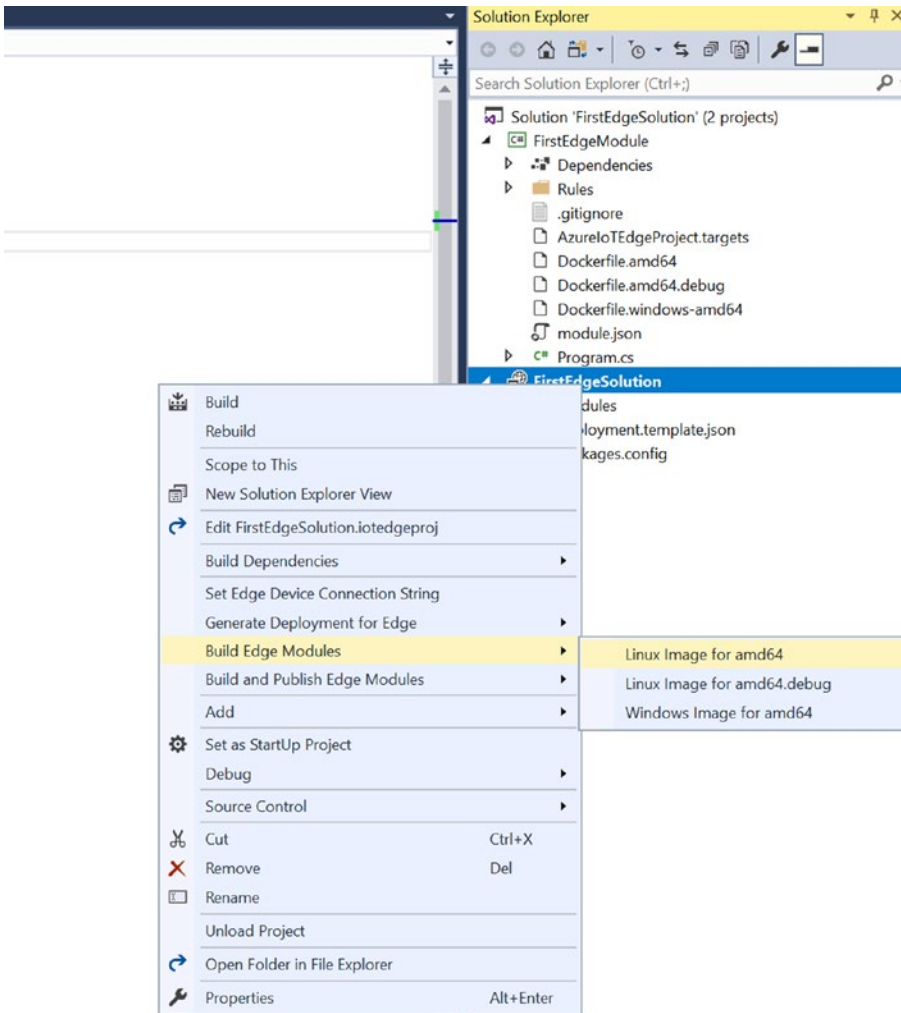 Solution Explorer
Search Solution Explorer (Ctrl+;)
Solution 'FirstEdgeSolution' (2 projects)
C# FirstEdgeModule
Dependencies
Rules
.gitignore
AzureIoTEdgeProject.targets
Dockerfile.amd64
Dockerfile.amd64.debug
Dockerfile.windows-amd64
module.json
C# Program.cs
FirstEdgeSolution
dules
loyment.template.json
kages.config
Build
Rebuild
Scope to This
New Solution Explorer View
Edit FirstEdgeSolution.iotedgeproj
Build Dependencies
Set Edge Device Connection String
Generate Deployment for Edge
Build Edge Modules
Linux Image for amd64
Linux Image for amd64.debug
Windows Image for amd64
Build and Publish Edge Modules
Add
Set as StartUp Project
Debug
Source Control
Cut Ctrl+X
Remove Del
Rename
Unload Project
Open Folder in File Explorer
Properties Alt+Enter